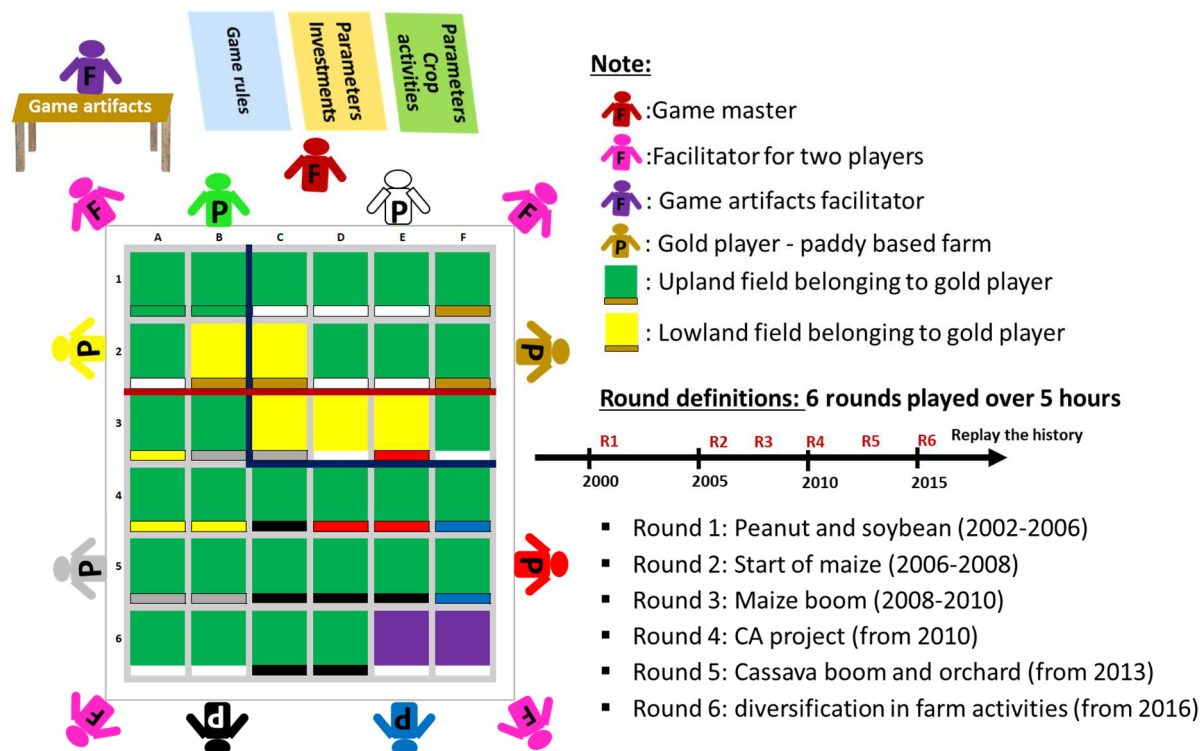 Game artifacts
F
Game rules
Parameters
Investments
Parameters
Crop
activities
F
F
P
P
F
A B C D E F
1
2
3
4
5
6
P
P
P
P
F
P
P
F
Note:
F :Game master
F :Facilitator for two players
F : Game artifacts facilitator
P : Gold player - paddy based farm
: Upland field belonging to gold player
: Lowland field belonging to gold player
Round definitions: 6 rounds played over 5 hours
R1 R2 R3 R4 R5 R6 Replay the history
2000 2005 2010 2015
▪ Round 1: Peanut and soybean (2002-2006)
▪ Round 2: Start of maize (2006-2008)
▪ Round 3: Maize boom (2008-2010)
▪ Round 4: CA project (from 2010)
▪ Round 5: Cassava boom and orchard (from 2013)
▪ Round 6: diversification in farm activities (from 2016)